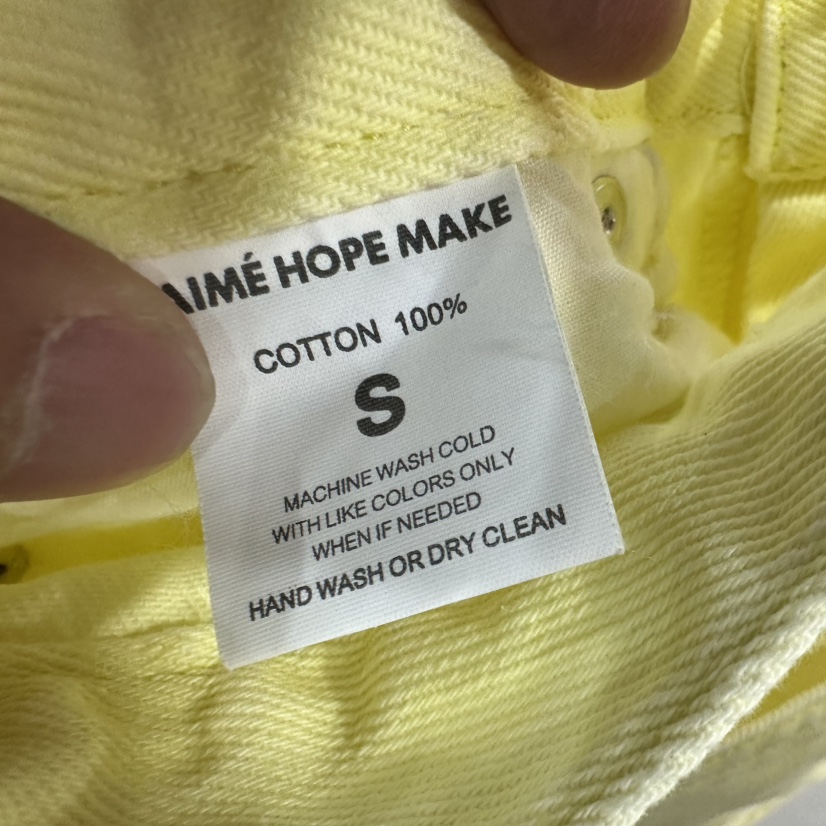 AIMÉ HOPE MAKE
COTTON 100%
S
MACHINE WASH COLD
WITH LIKE COLORS ONLY
WHEN IF NEEDED
HAND WASH OR DRY CLEAN